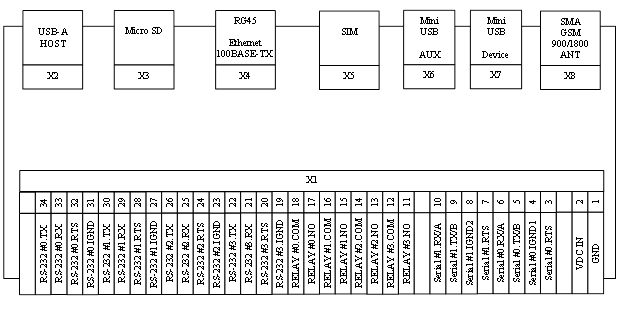 USB-A
HOST
X2
Micro SD
X3
RG45
Ethernet
100BASE-TX
X4
SIM
X5
Mini
USB
AUX
X6
Mini
USB
Device
X7
SMA
GSM
900/1800
ANT
X8
X1
34
33
32
31
30
29
28
27
26
25
24
23
22
21
20
19
18
17
16
15
14
13
12
11
10
9
8
7
6
5
4
3
2
1
RS-232 #0.TX
RS-232 #0.RX
RS-232 #0.RTS
RS-232 #0.IGND
RS-232 #1.TX
RS-232 #1.RX
RS-232 #1.RTS
RS-232 #1.IGND
RS-232 #2.TX
RS-232 #2.RX
RS-232 #2.RTS
RS-232 #2.IGND
RS-232 #3.TX
RS-232 #3.RX
RS-232 #3.RTS
RS-232 #3.IGND
RELAY #0.COM
RELAY #0.NO
RELAY #1.COM
RELAY #1.NO
RELAY #2.COM
RELAY #2.NO
RELAY #3.COM
RELAY #3.NO
Serial #1.RX/A
Serial #1.TX/B
Serial #1.IGND2
Serial #1.RTS
Serial #0.RX/A
Serial #0.TX/B
Serial #0.IGND1
Serial #0.RTS
VDC IN
GND